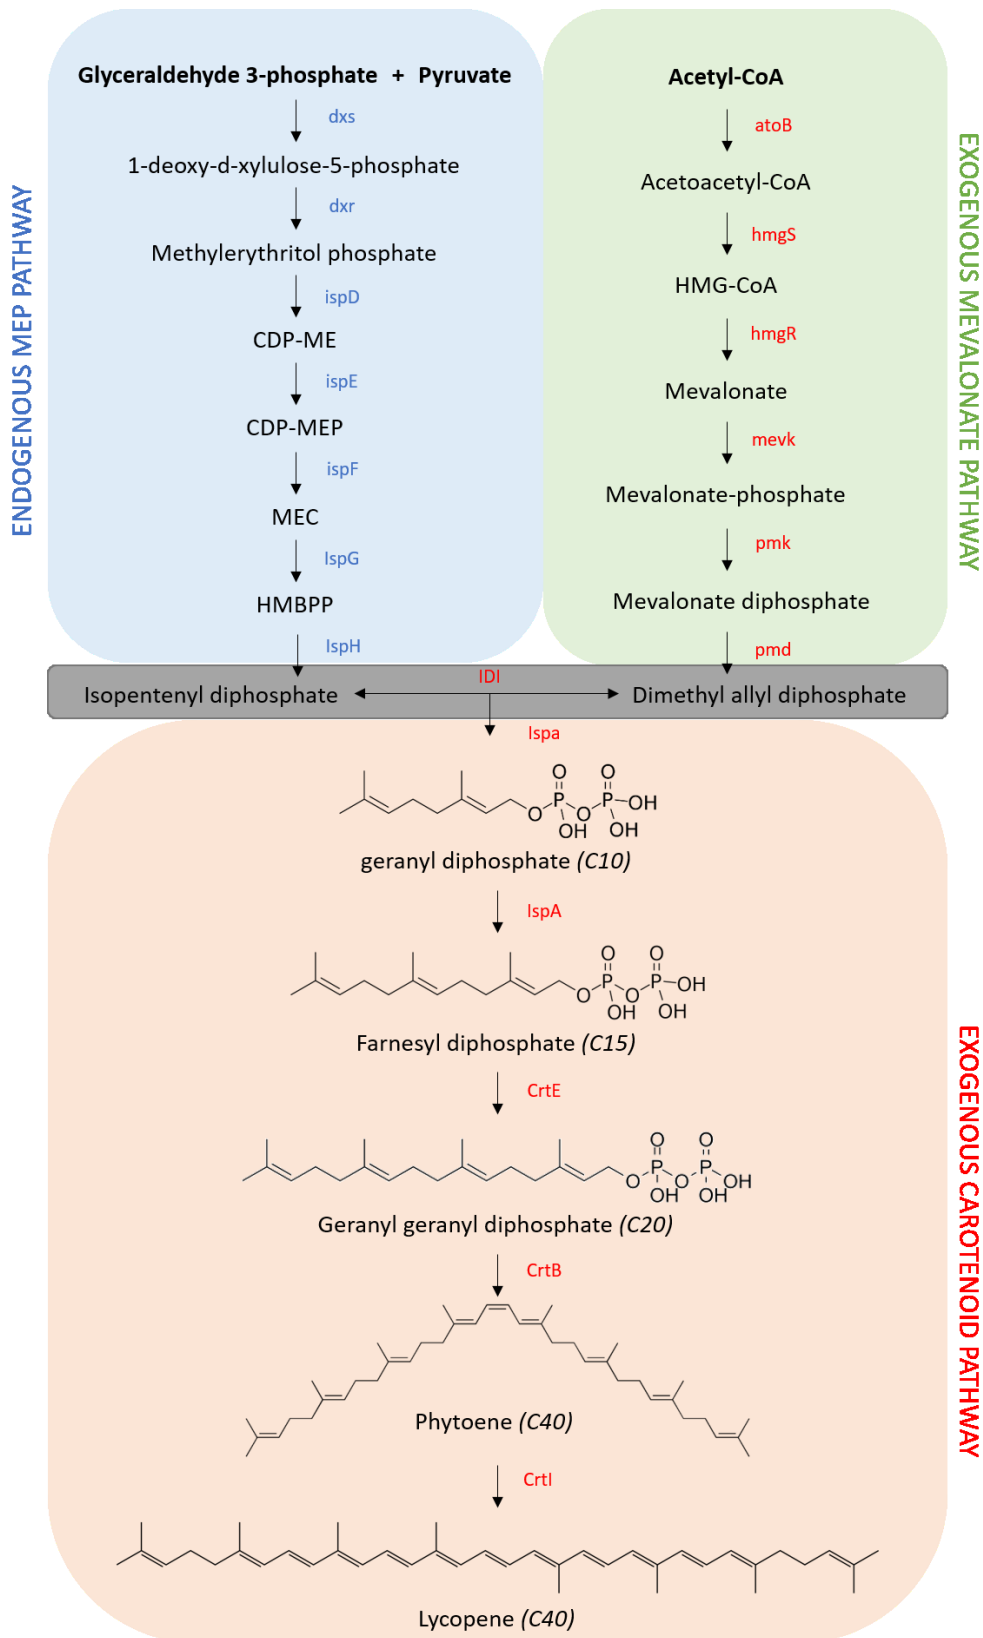 ENDOGENOUS MEP PATHWAY
Glyceraldehyde 3-phosphate + Pyruvate
dxs
1-deoxy-d-xylulose-5-phosphate
dxr
Methylerythritol phosphate
ispD
CDP-ME
ispE
CDP-MEP
ispF
MEC
IspG
HMBPP
IspH
EXOGENOUS MEVALONATE PATHWAY
Acetyl-CoA
atoB
Acetoacetyl-CoA
hmgS
HMG-CoA
hmgR
Mevalonate
mevk
Mevalonate-phosphate
pmk
Mevalonate diphosphate
pmd
Isopentenyl diphosphate
IDI
Dimethyl allyl diphosphate
EXOGENOUS CAROTENOID PATHWAY
Ispa
O O
O P O P OH
OH OH
geranyl diphosphate (C10)
IspA
O O
O P O P OH
OH OH
Farnesyl diphosphate (C15)
CrtE
O O
O P O P OH
OH OH
Geranyl geranyl diphosphate (C20)
CrtB
Phytoene (C40)
CrtI
Lycopene (C40)